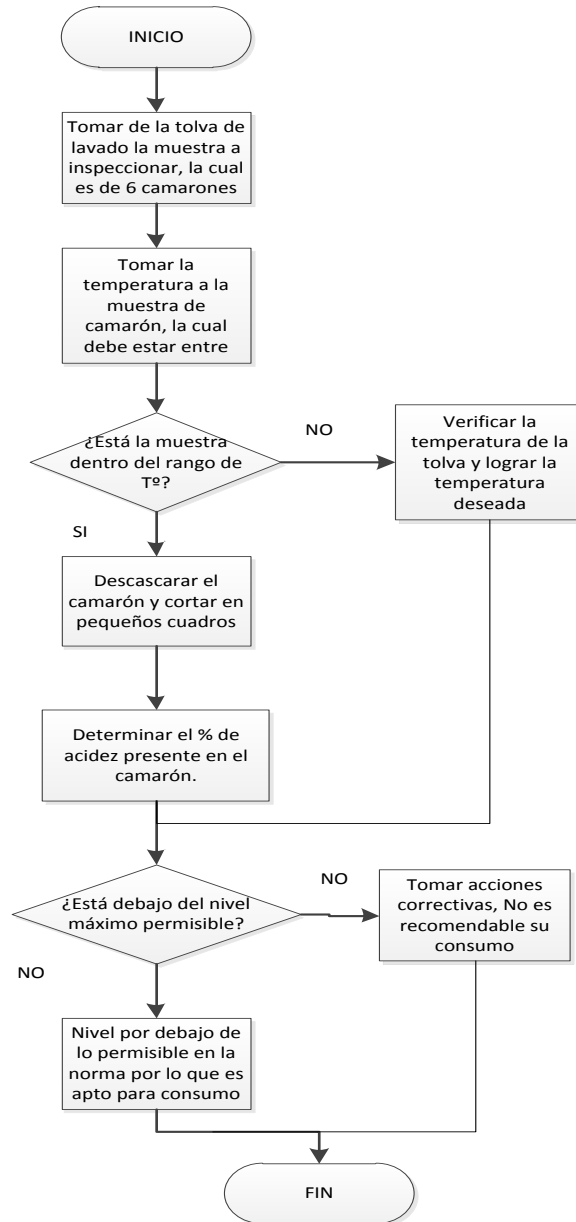 INICIO
Tomar de la tolva de
lavado la muestra a
inspeccionar, la cual
es de 6 camarones
Tomar la
temperatura a la
muestra de
camarón, la cual
debe estar entre
¿Está la muestra
dentro del rango de
Tº?
NO
Verificar la
temperatura de la
tolva y lograr la
temperatura
deseada
SI
Descascarar el
camarón y cortar en
pequeños cuadros
Determinar el % de
acidez presente en el
camarón.
¿Está debajo del nivel
máximo permisible?
NO
Tomar acciones
correctivas, No es
recomendable su
consumo
NO
Nivel por debajo de
lo permisible en la
norma por lo que es
apto para consumo
FIN